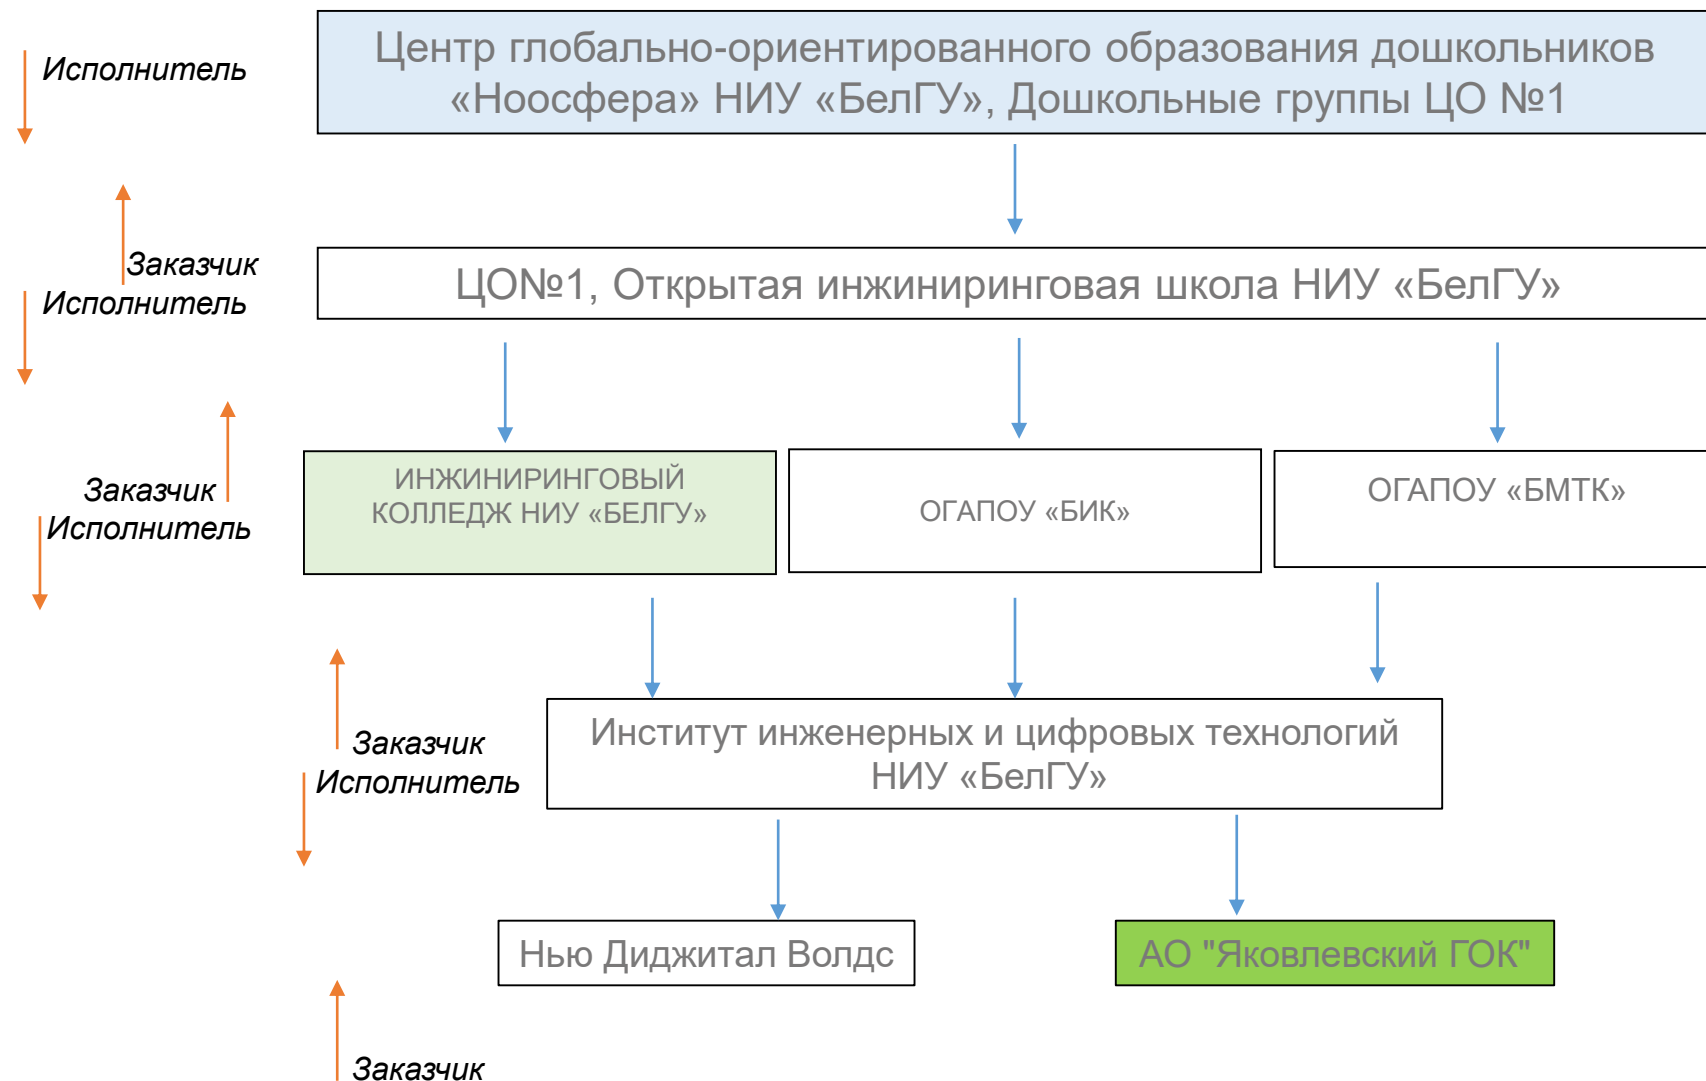 Исполнитель
Центр глобально-ориентированного образования дошкольников
«Ноосфера» НИУ «БелГУ», Дошкольные группы ЦО №1
Заказчик
Исполнитель
ЦО№1, Открытая инжиниринговая школа НИУ «БелГУ»
Заказчик
Исполнитель
ИНЖИНИРИНГОВЫЙ
КОЛЛЕДЖ НИУ «БЕЛГУ»
ОГАПОУ «БИК»
ОГАПОУ «БМТК»
Заказчик
Исполнитель
Институт инженерных и цифровых технологий
НИУ «БелГУ»
Нью Диджитал Волдс
АО "Яковлевский ГОК"
Заказчик